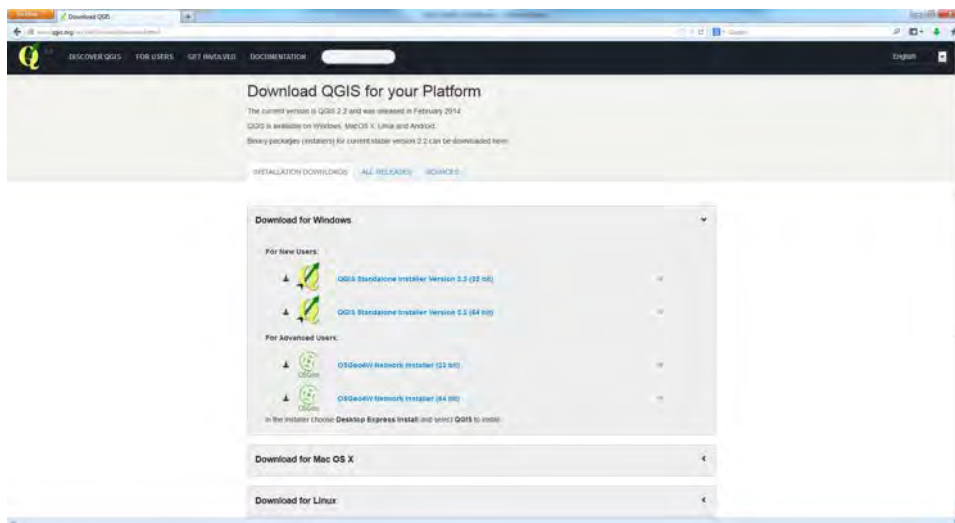 Download QGIS
DISCOVER QGIS FOR USERS GET INVOLVED DOCUMENTATION
English
Download QGIS for your Platform
The current version is QGIS 2.2 and was released in February 2014.
QGIS is available on Windows, MacOS X, Linux and Android.
Binary packages (installers) for current stable version 2.2 can be downloaded here.
INSTALLATION DOWNLOADS ALL RELEASES SOURCES
Download for Windows
For New Users:
QGIS Standalone Installer Version 2.2 (32 bit)
QGIS Standalone Installer Version 2.2 (64 bit)
For Advanced Users:
OSGeo4W Network Installer (32 bit)
OSGeo4W Network Installer (64 bit)
In the installer choose Desktop Express Install and select QGIS to install.
Download for Mac OS X
Download for Linux